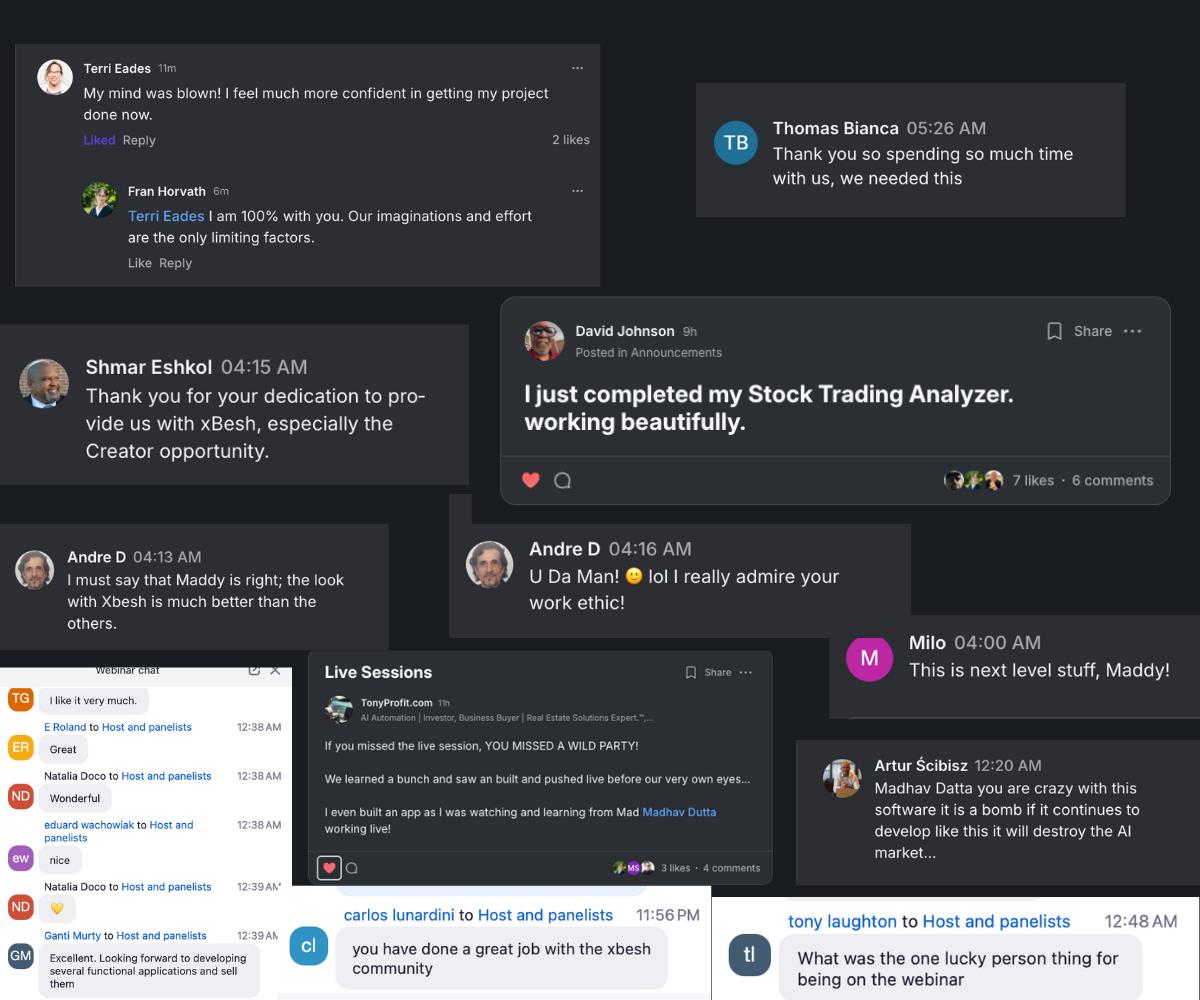 Terri Eades 11m
My mind was blown! I feel much more confident in getting my project
done now.
Liked Reply
2 likes
Fran Horvath 6m
Terri Eades I am 100% with you. Our imaginations and effort
are the only limiting factors.
Like Reply
TB
Thomas Bianca 05:26 AM
Thank you so spending so much time
with us, we needed this
Shmar Eshkol 04:15 AM
Thank you for your dedication to pro-
vide us with xBesh, especially the
Creator opportunity.
David Johnson 9h
Posted in Announcements
Share
I just completed my Stock Trading Analyzer.
working beautifully.
7 likes · 6 comments
Andre D 04:13 AM
I must say that Maddy is right; the look
with Xbesh is much better than the
others.
Andre D 04:16 AM
U Da Man! 🙂 lol I really admire your
work ethic!
M
Milo 04:00 AM
This is next level stuff, Maddy!
Webinar chat
TG
I like it very much.
E Roland to Host and panelists 12:38 AM
ER
Great
Natalia Doco to Host and panelists 12:38 AM
ND
Wonderful
eduard wachowiak to Host and 12:38 AM
panelists
ew
nice
Natalia Doco to Host and panelists 12:39 AM
ND
💛
Ganti Murty to Host and panelists 12:39 AM
GM
Excellent. Looking forward to developing
several functional applications and sell
them
Live Sessions
Share
TonyProfit.com 11h
AI Automation | Investor, Business Buyer | Real Estate Solutions Expert.™,...
If you missed the live session, YOU MISSED A WILD PARTY!
We learned a bunch and saw an built and pushed live before our very own eyes...
I even built an app as I was watching and learning from Mad Madhav Dutta
working live!
MS
3 likes · 4 comments
Artur Ścibisz 12:20 AM
Madhav Datta you are crazy with this
software it is a bomb if it continues to
develop like this it will destroy the AI
market...
carlos lunardini to Host and panelists 11:56 PM
cl
you have done a great job with the xbesh
community
tony laughton to Host and panelists 12:48 AM
tl
What was the one lucky person thing for
being on the webinar